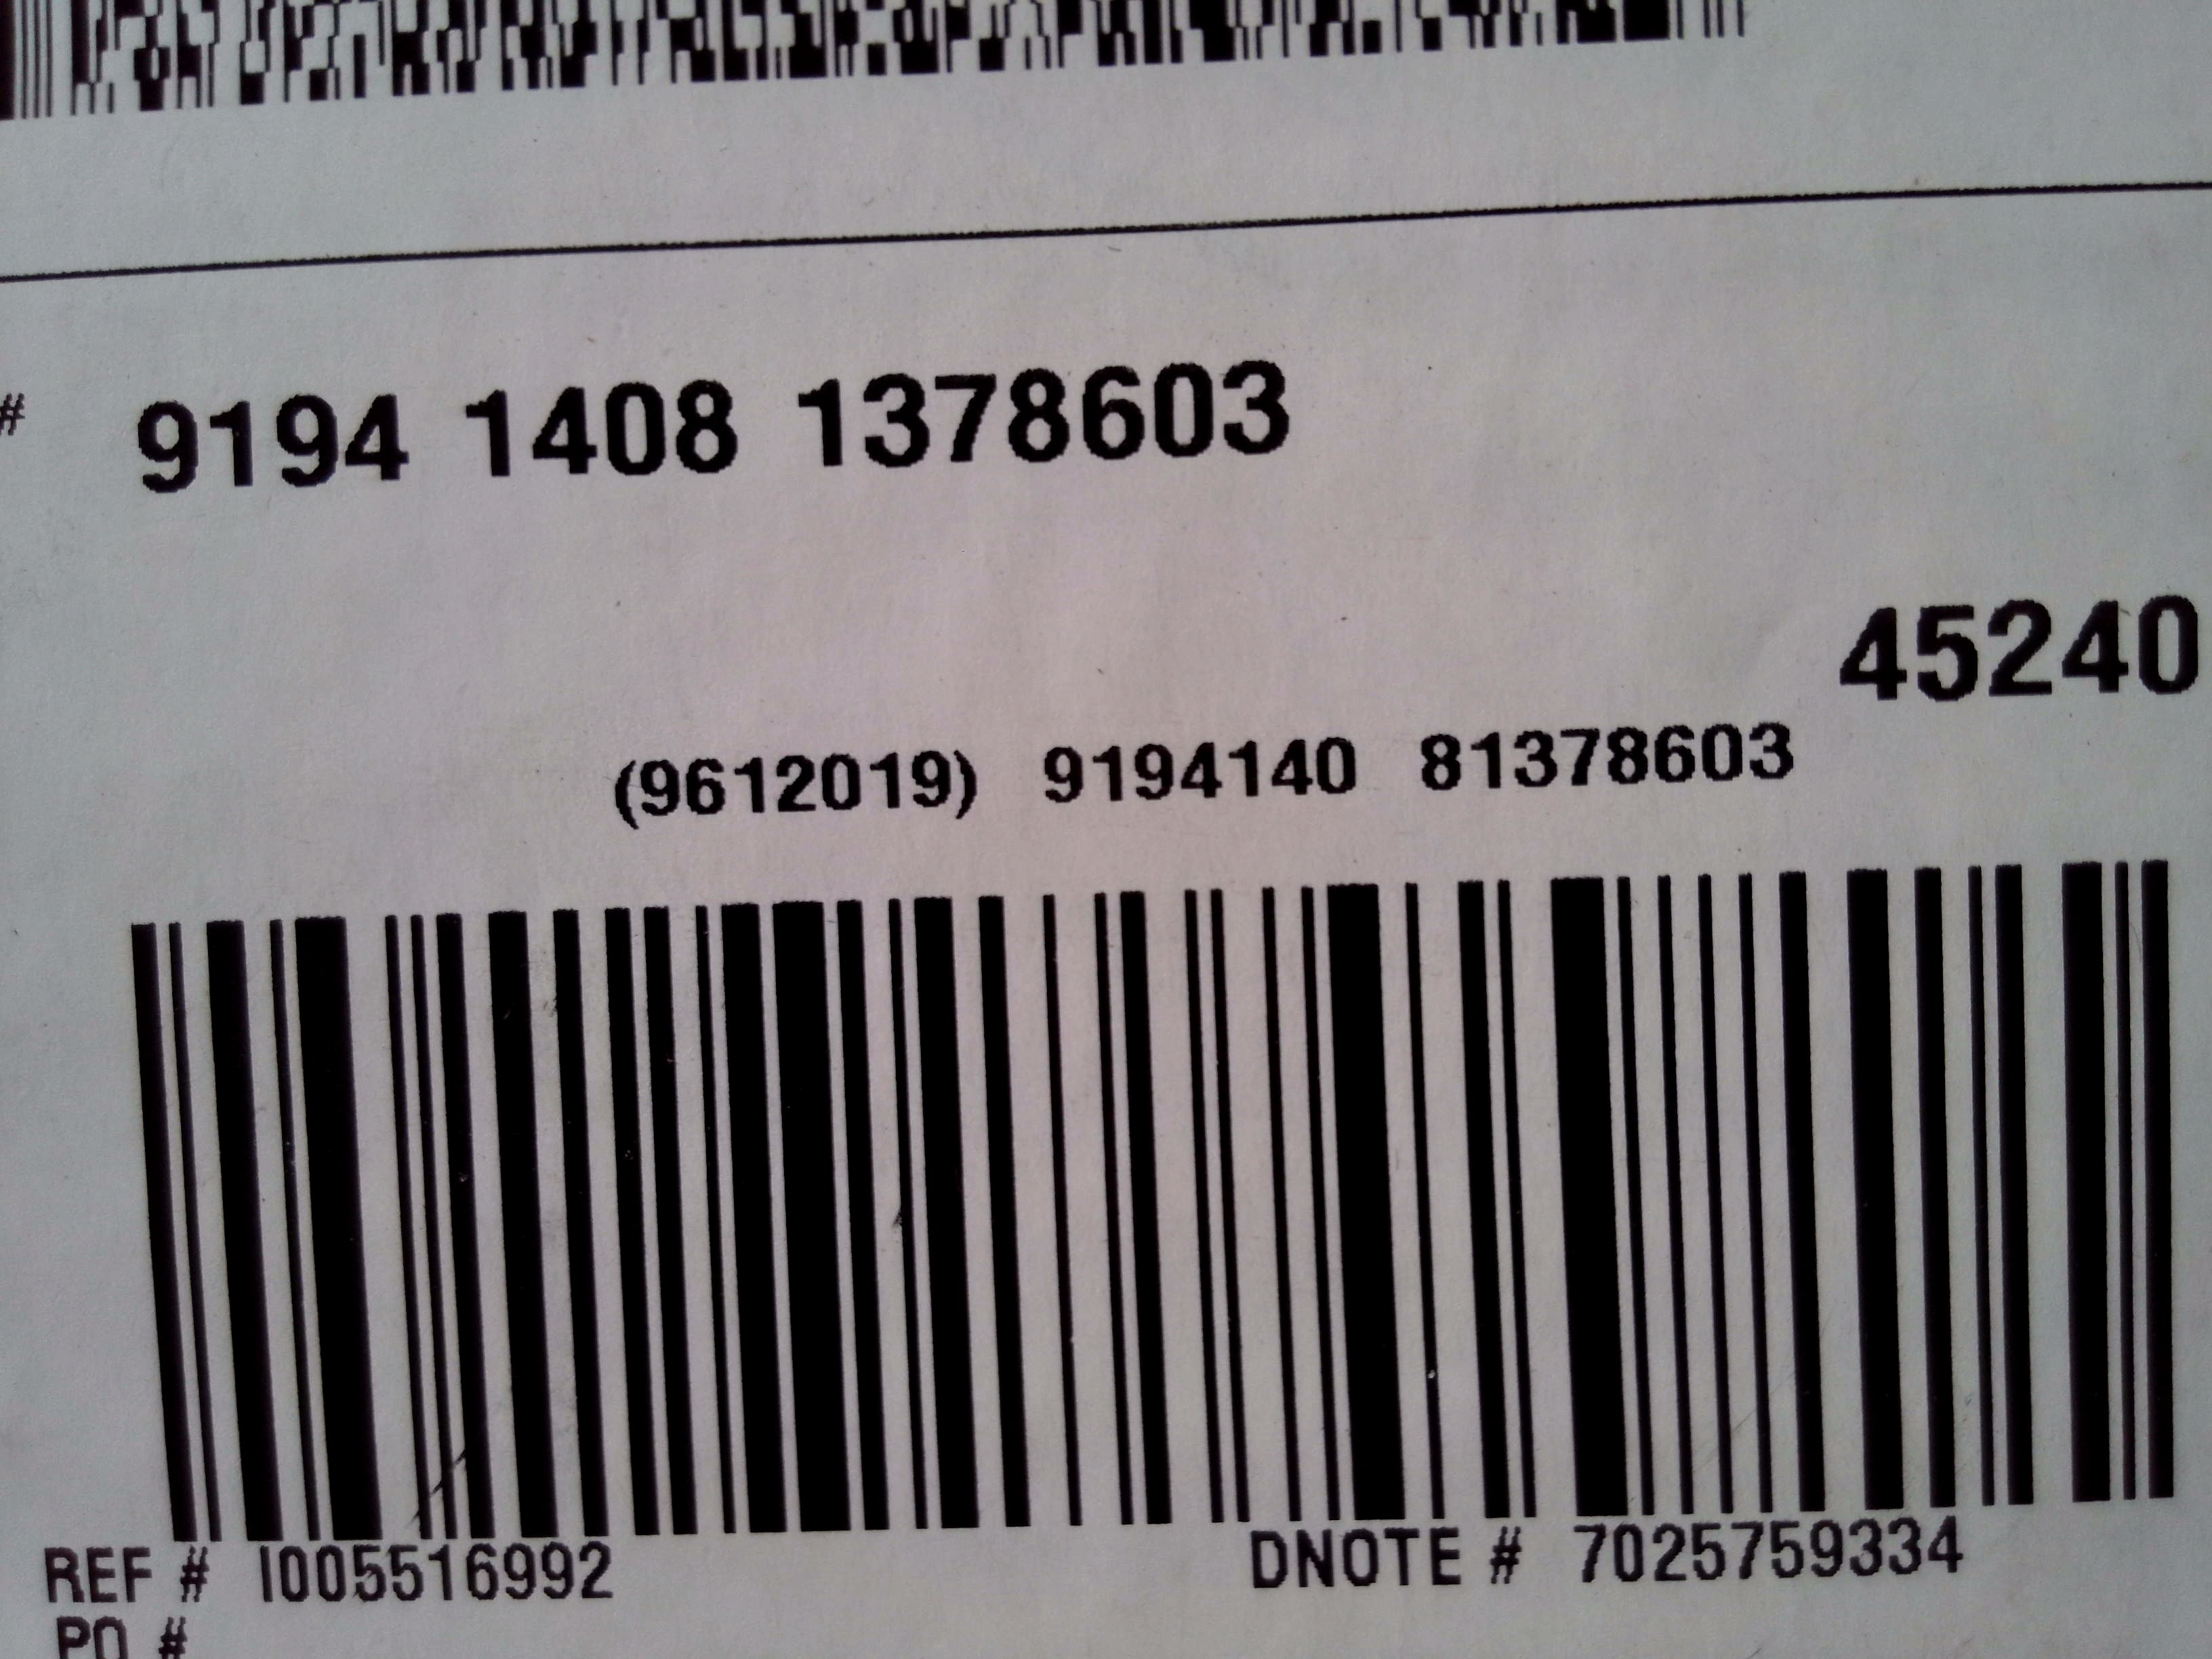 # 9194 1408 1378603
45240
(9612019) 9194140 81378603
REF # I005516992 DNOTE # 7025759334
PO #